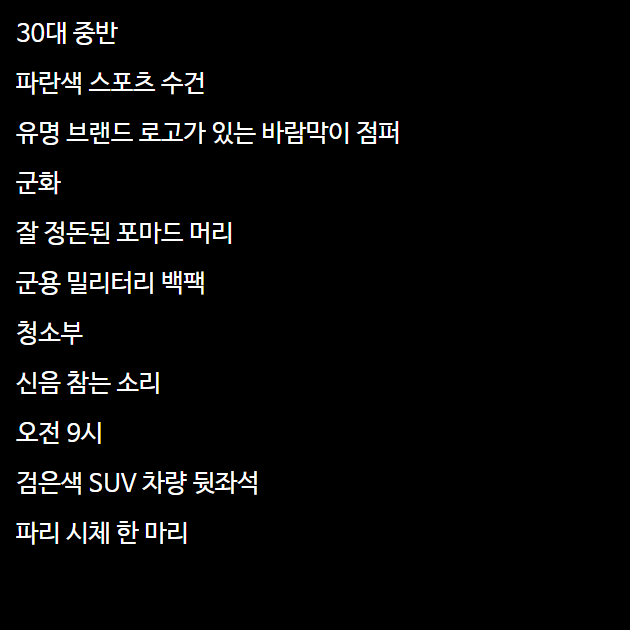 30대 중반
파란색 스포츠 수건
유명 브랜드 로고가 있는 바람막이 점퍼
군화
잘 정돈된 포마드 머리
군용 밀리터리 백팩
청소부
신음 참는 소리
오전 9시
검은색 SUV 차량 뒷좌석
파리 시체 한 마리